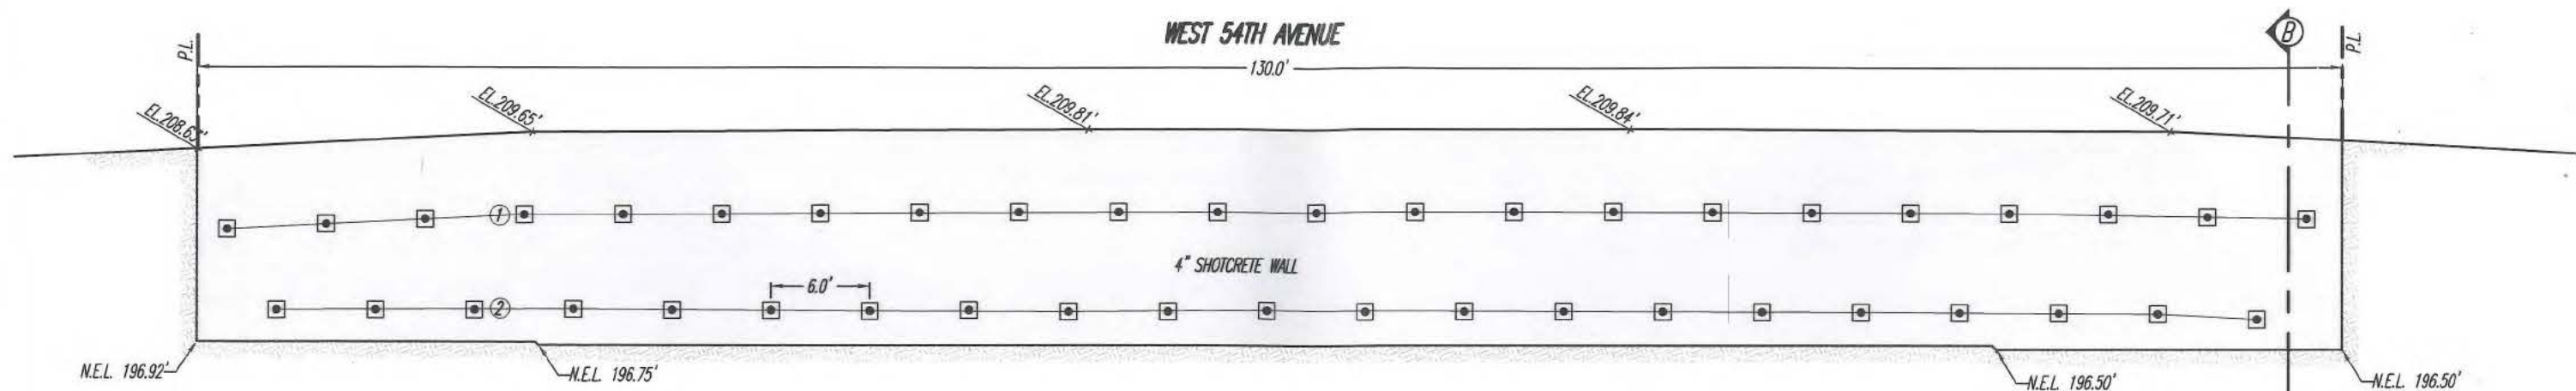 WEST 54TH AVENUE
B
P.L.
P.L.
130.0'
EL.209.65'
EL.209.81'
EL.209.84'
EL.209.71'
1
4" SHOTCRETE WALL
6.0'
2
N.E.L. 196.92'
N.E.L. 196.75'
N.E.L. 196.50'
N.E.L. 196.50'